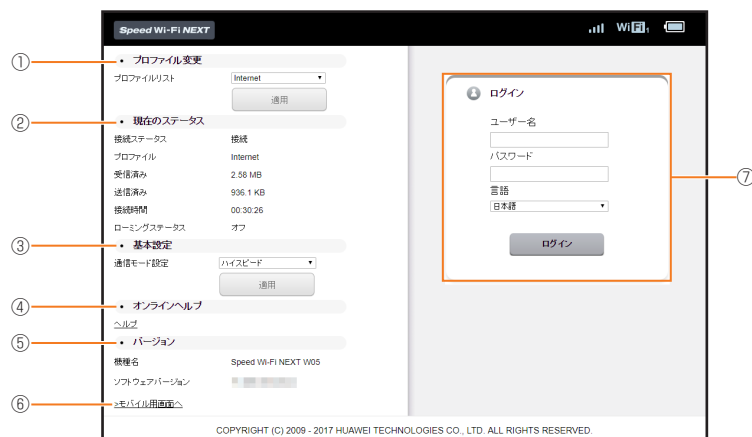 Speed Wi-Fi NEXT
WiFi 1
① • プロファイル変更
プロファイルリスト Internet
適用
② • 現在のステータス
接続ステータス 接続
プロファイル Internet
受信済み 2.58 MB
送信済み 936.1 KB
接続時間 00:30:26
ローミングステータス オフ
③ • 基本設定
通信モード設定 ハイスピード
適用
④ • オンラインヘルプ
ヘルプ
⑤ • バージョン
機種名 Speed Wi-Fi NEXT W05
ソフトウェアバージョン
⑥ >モバイル用画面へ
⑦
ログイン
ユーザー名
パスワード
言語
日本語
ログイン
COPYRIGHT (C) 2009 - 2017 HUAWEI TECHNOLOGIES CO., LTD. ALL RIGHTS RESERVED.